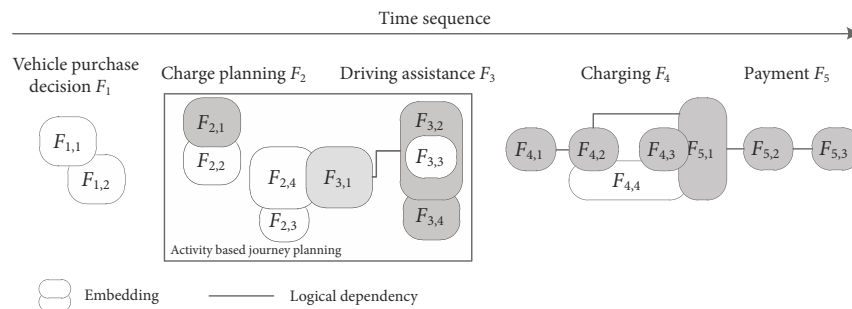 Time sequence
Vehicle purchase
decision F1
Charge planning F2
Driving assistance F3
Charging F4
Payment F5
F1,1
F1,2
F2,1
F2,2
F2,4
F2,3
F3,1
F3,2
F3,3
F3,4
F4,1
F4,2
F4,3
F4,4
F5,1
F5,2
F5,3
Activity based journey planning
Embedding
Logical dependency